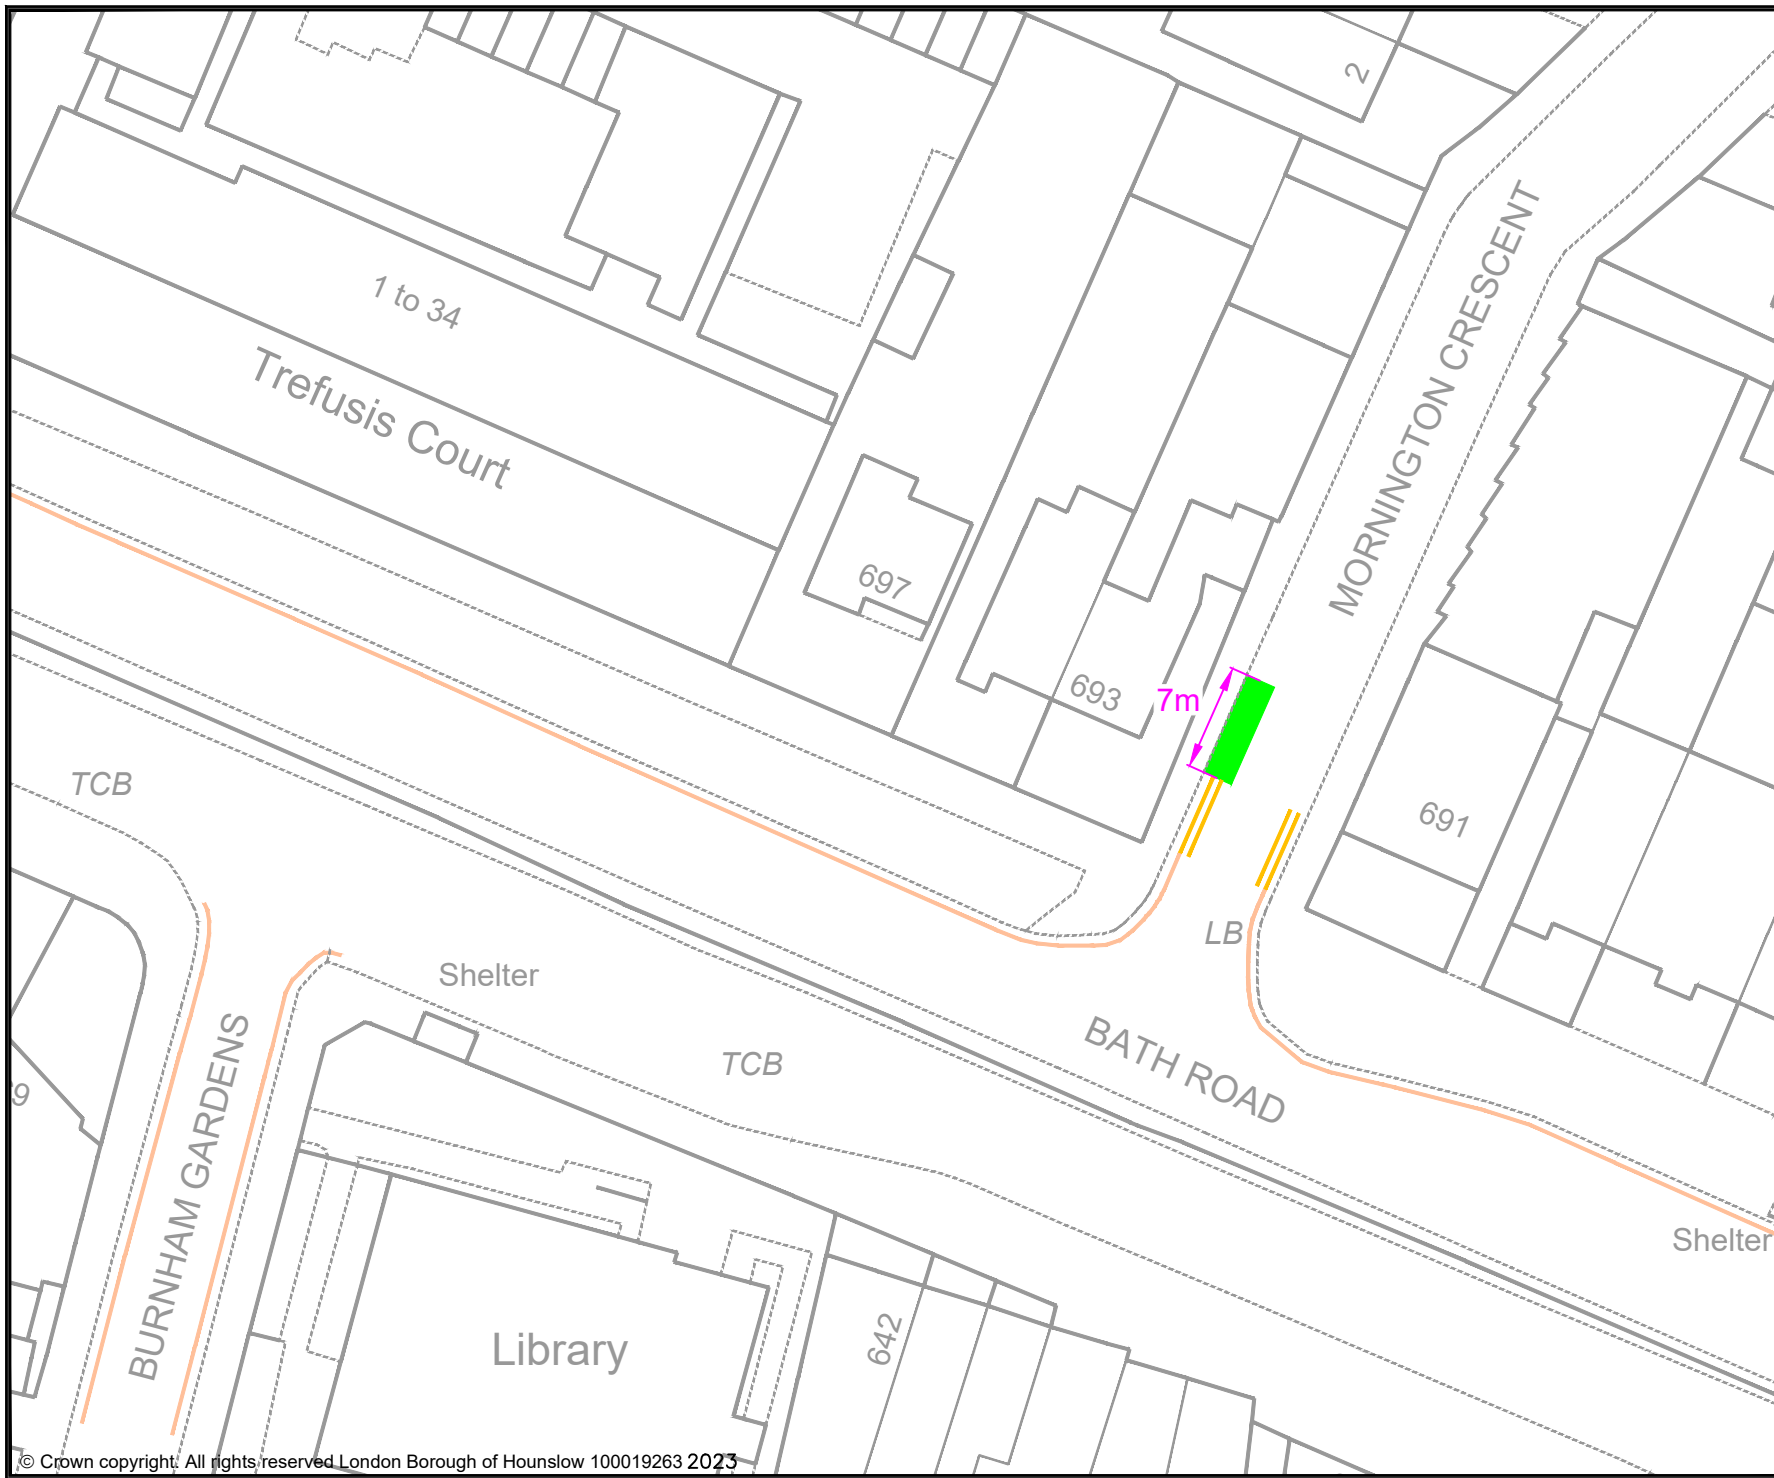 2
MORNINGTON CRESCENT
1 to 34
Trefusis Court
697
693
7m
TCB
691
LB
Shelter
BATH ROAD
TCB
BURNHAM GARDENS
Shelter
642
Library
© Crown copyright. All rights reserved London Borough of Hounslow 100019263 2023